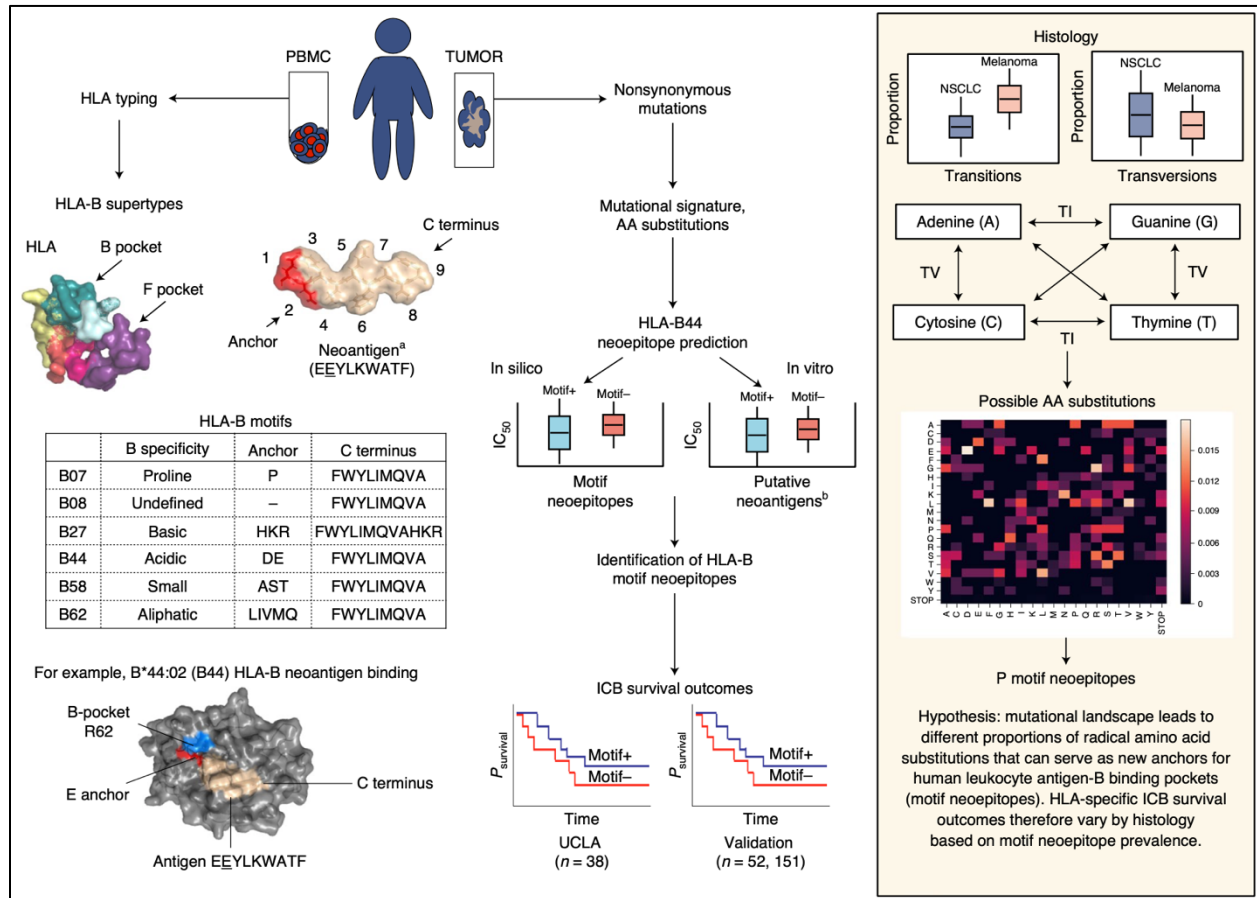 PBMC
TUMOR
HLA typing
Nonsynonymous
mutations
HLA-B supertypes
HLA
B pocket
F pocket
1
2
3
4
5
6
7
8
9
C terminus
Anchor
Neoantigenᵃ
(EEYLKWATF)
Mutational signature,
AA substitutions
HLA-B44
neoepitope prediction
In silico
In vitro
Motif+
Motif–
IC₅₀
Motif
neoepitopes
Motif+
Motif–
IC₅₀
Putative
neoantigensᵇ
HLA-B motifs
B specificity Anchor C terminus
B07 Proline P FWYLIMQVA
B08 Undefined – FWYLIMQVA
B27 Basic HKR FWYLIMQVAHKR
B44 Acidic DE FWYLIMQVA
B58 Small AST FWYLIMQVA
B62 Aliphatic LIVMQ FWYLIMQVA
Identification of HLA-B
motif neoepitopes
For example, B*44:02 (B44) HLA-B neoantigen binding
B-pocket
R62
E anchor
C terminus
Antigen EEYLKWATF
ICB survival outcomes
P survival
Motif+
Motif–
Time
UCLA
(n = 38)
P survival
Motif+
Motif–
Time
Validation
(n = 52, 151)
Histology
Proportion
NSCLC
Melanoma
Transitions
Proportion
NSCLC
Melanoma
Transversions
Adenine (A)
TI
Guanine (G)
TV
TV
Cytosine (C)
TI
Thymine (T)
Possible AA substitutions
A
C
D
E
F
G
H
I
K
L
M
N
P
Q
R
S
T
V
W
Y
STOP
A C D E F G H I K L M N P Q R S T V W Y STOP
0.015
0.012
0.009
0.006
0.003
0
P motif neoepitopes
Hypothesis: mutational landscape leads to
different proportions of radical amino acid
substitutions that can serve as new anchors for
human leukocyte antigen-B binding pockets
(motif neoepitopes). HLA-specific ICB survival
outcomes therefore vary by histology
based on motif neoepitope prevalence.